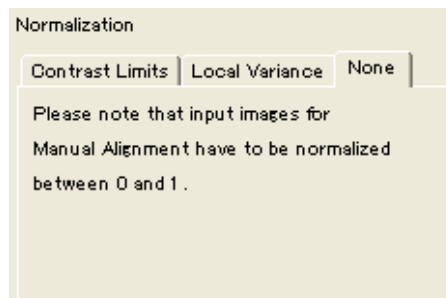 Normalization
Contrast Limits Local Variance None
Please note that input images for
Manual Alignment have to be normalized
between 0 and 1.